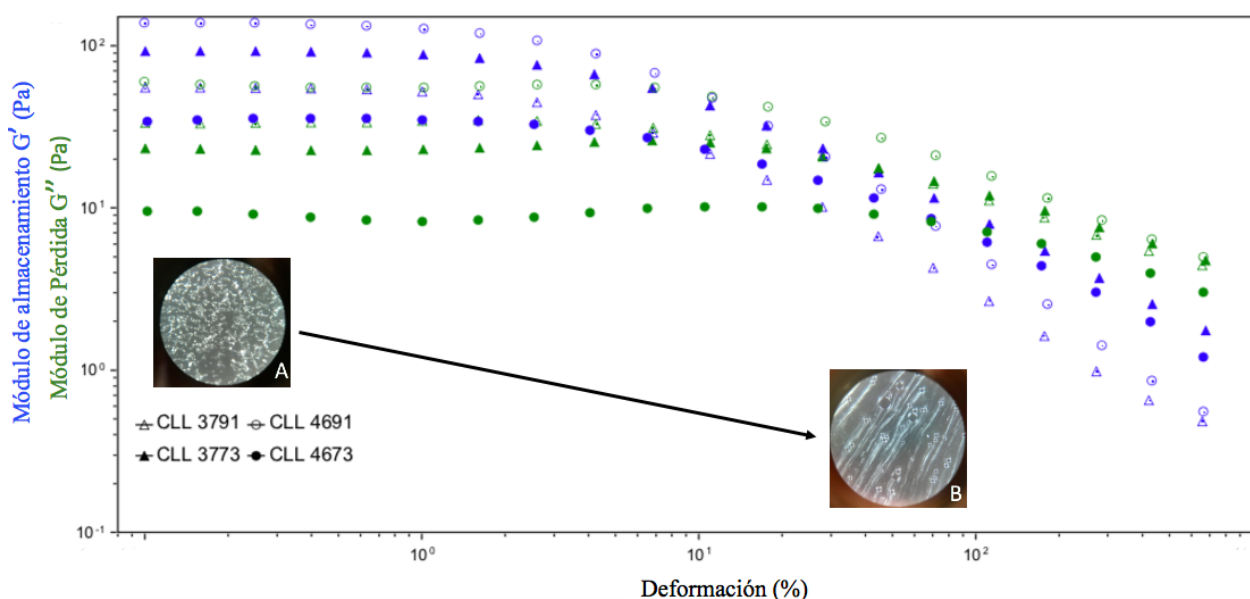 Módulo de almacenamiento G' (Pa)
Módulo de Pérdida G'' (Pa)
10²
10¹
10⁰
10⁻¹
A
B
△ CLL 3791 ○ CLL 4691
▲ CLL 3773 ● CLL 4673
10⁰ 10¹ 10²
Deformación (%)